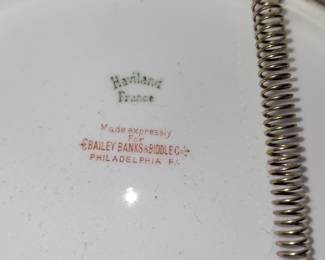 Haviland
France
Made expressly
For
BAILEY BANKS & BIDDLE CO
PHILADELPHIA PA